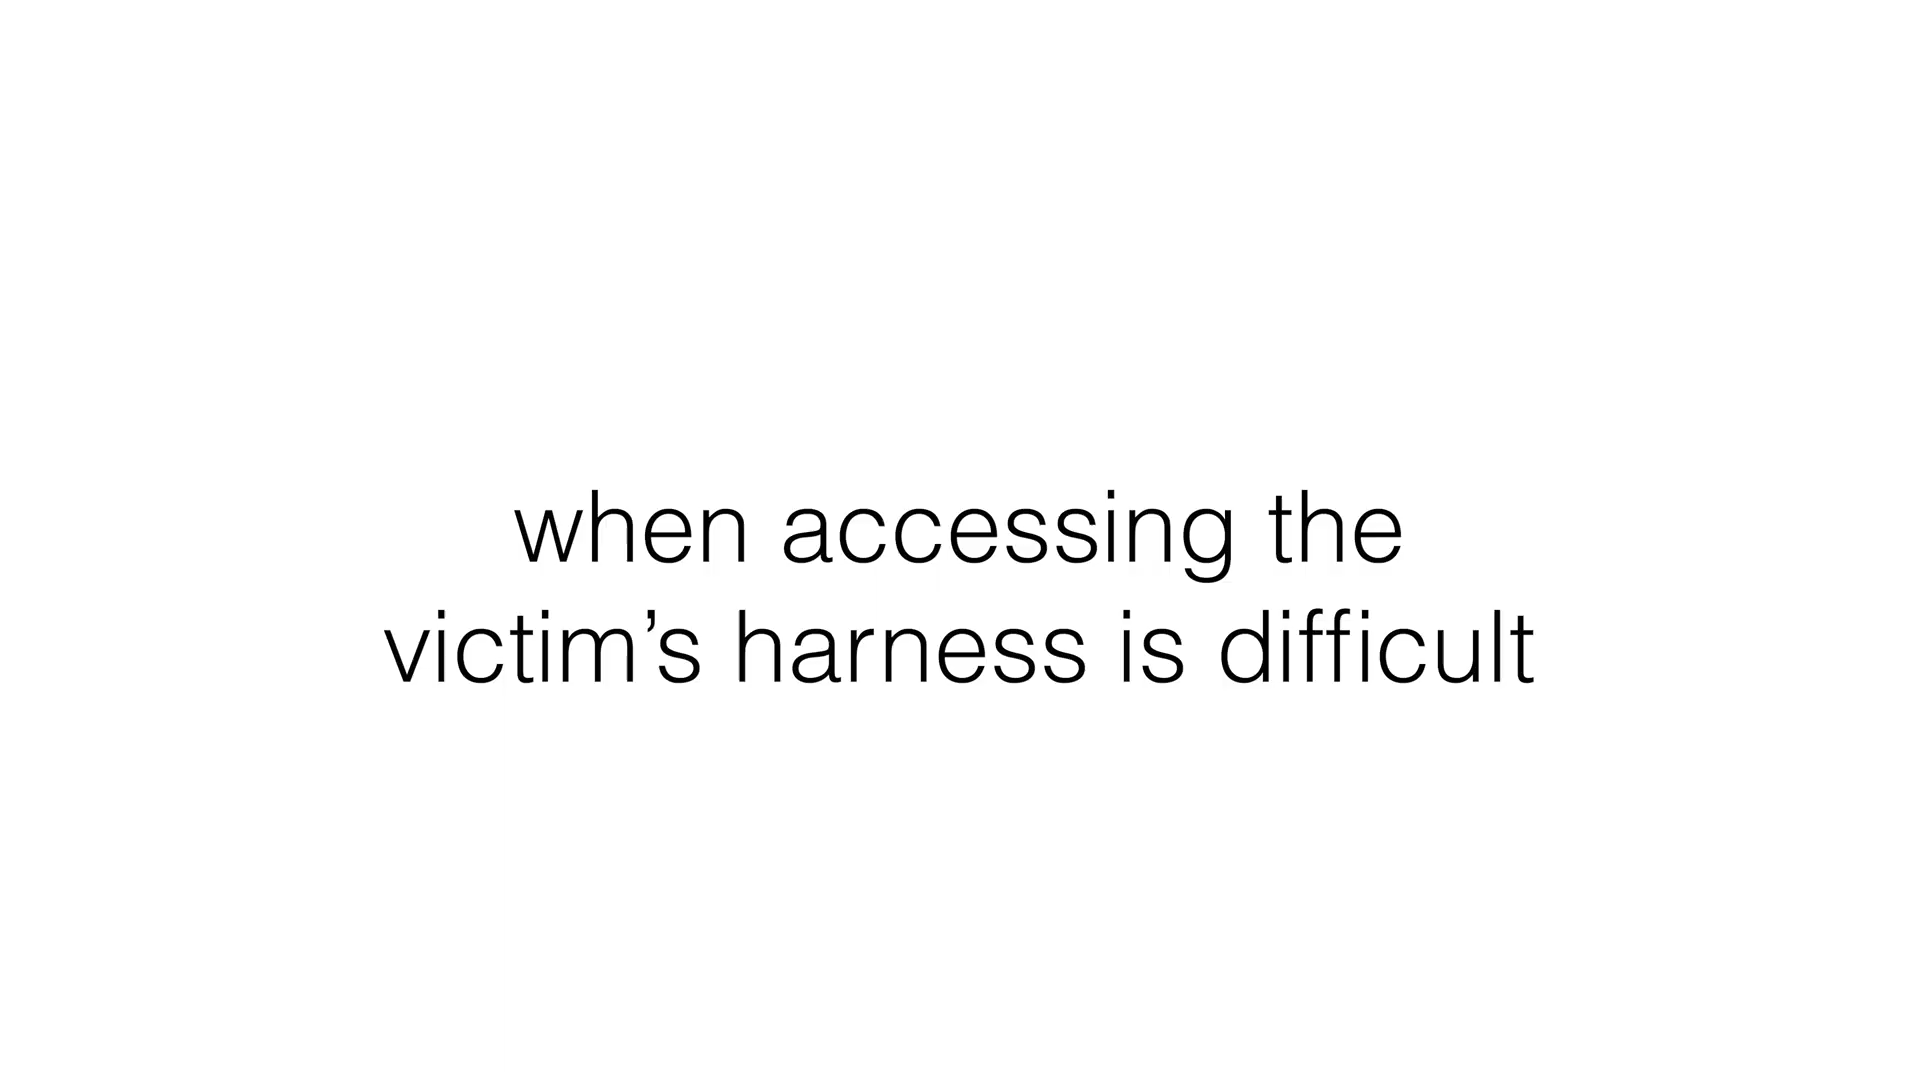 when accessing the
victim’s harness is difficult